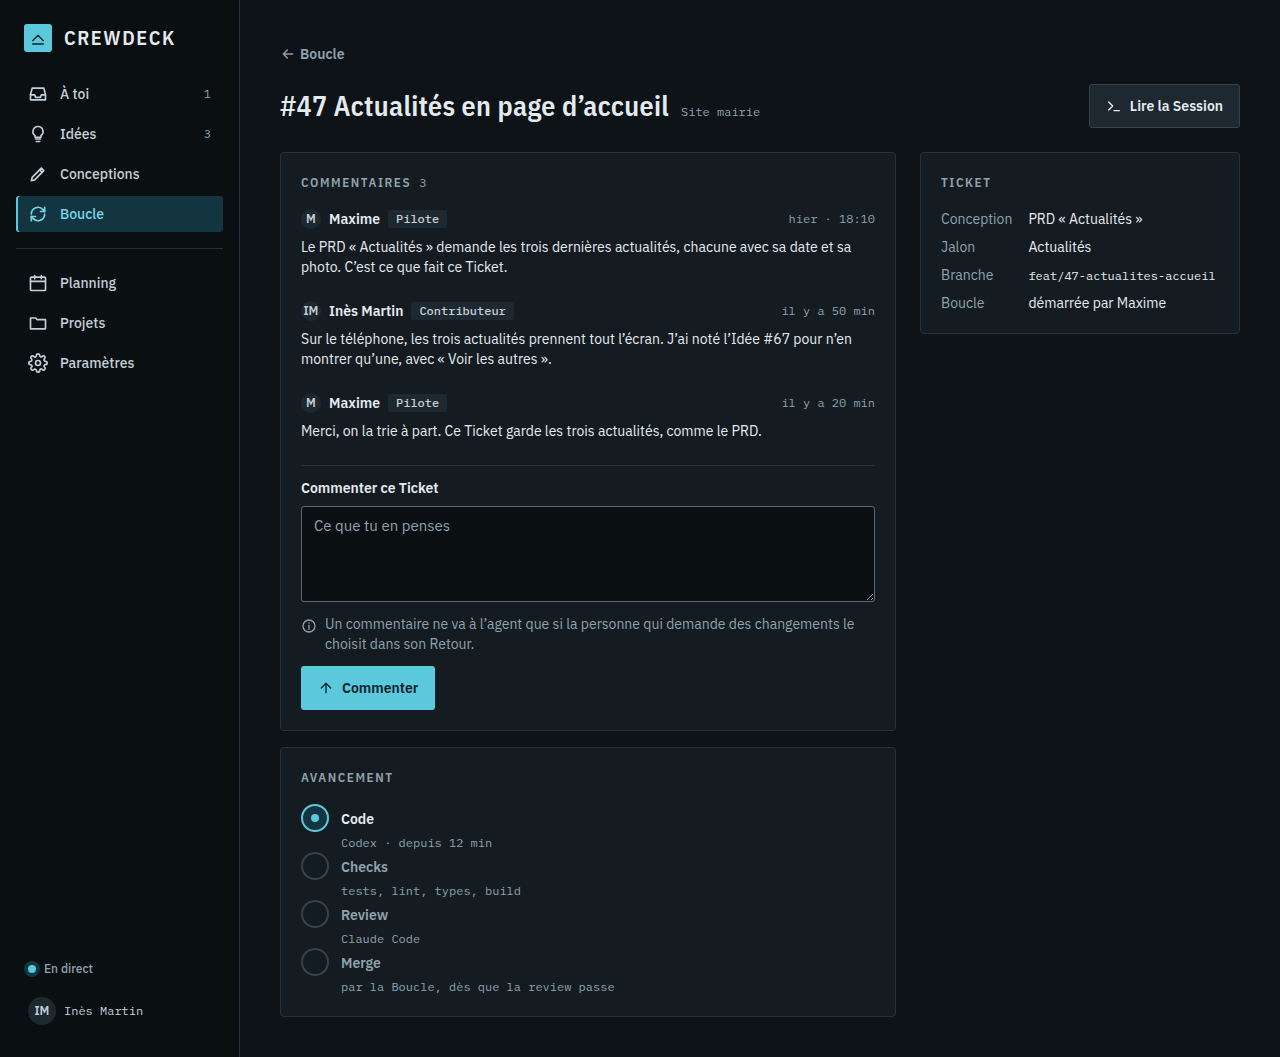 CREWDECK
À toi 1
Idées 3
Conceptions
Boucle
Planning
Projets
Paramètres
En direct
IM Inès Martin
← Boucle
#47 Actualités en page d’accueil Site mairie
Lire la Session
COMMENTAIRES 3
M Maxime Pilote hier · 18:10
Le PRD « Actualités » demande les trois dernières actualités, chacune avec sa date et sa
photo. C’est ce que fait ce Ticket.
IM Inès Martin Contributeur il y a 50 min
Sur le téléphone, les trois actualités prennent tout l’écran. J’ai noté l’Idée #67 pour n’en
montrer qu’une, avec « Voir les autres ».
M Maxime Pilote il y a 20 min
Merci, on la trie à part. Ce Ticket garde les trois actualités, comme le PRD.
Commenter ce Ticket
Ce que tu en penses
Un commentaire ne va à l’agent que si la personne qui demande des changements le
choisit dans son Retour.
Commenter
AVANCEMENT
Code
Codex · depuis 12 min
Checks
tests, lint, types, build
Review
Claude Code
Merge
par la Boucle, dès que la review passe
TICKET
Conception PRD « Actualités »
Jalon Actualités
Branche feat/47-actualites-accueil
Boucle démarrée par Maxime